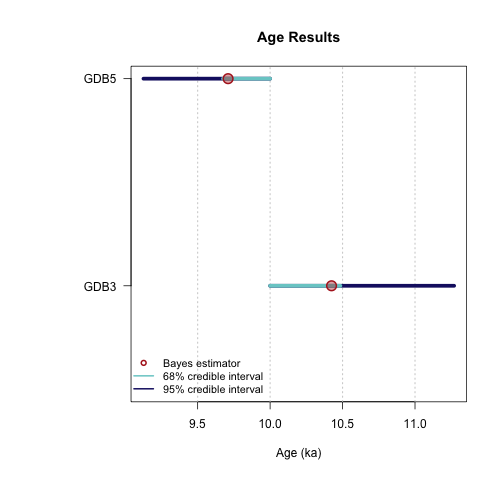 Age Results
GDB5
GDB3
Bayes estimator
68% credible interval
95% credible interval
9.5 10.0 10.5 11.0
Age (ka)